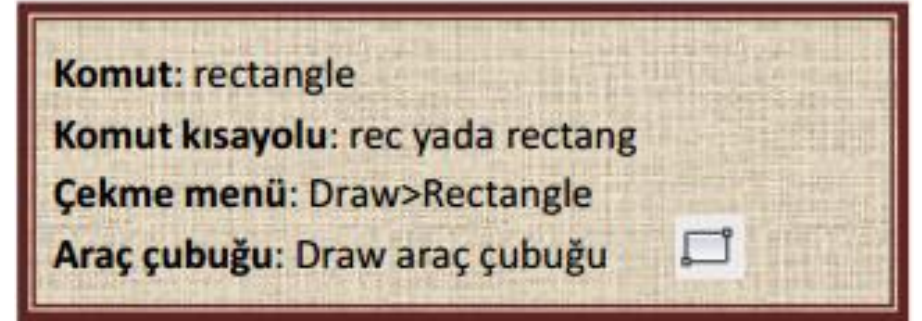 Komut: rectangle
Komut kısayolu: rec yada rectang
Çekme menü: Draw>Rectangle
Araç çubuğu: Draw araç çubuğu